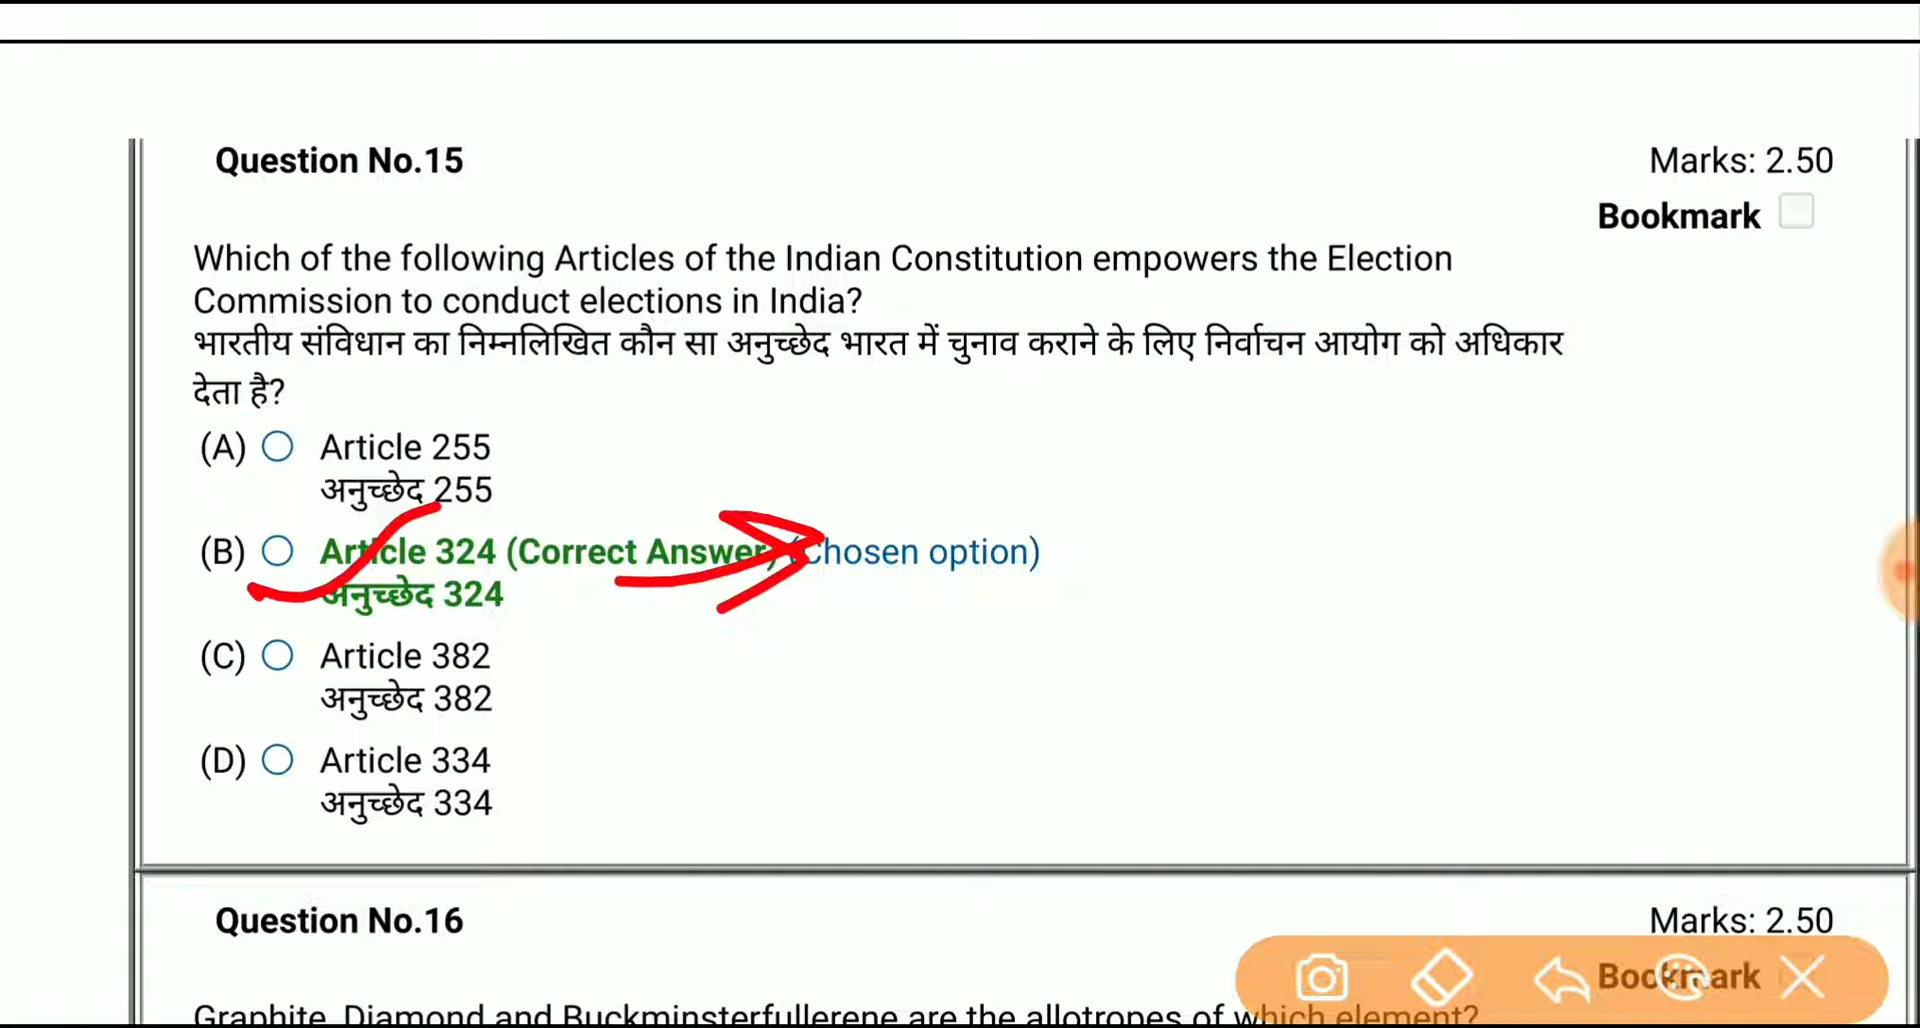 Question No.15
Marks: 2.50
Bookmark
Which of the following Articles of the Indian Constitution empowers the Election
Commission to conduct elections in India?
भारतीय संविधान का निम्नलिखित कौन सा अनुच्छेद भारत में चुनाव कराने के लिए निर्वाचन आयोग को अधिकार
देता है?
(A) Article 255
अनुच्छेद 255
(B) Article 324 (Correct Answer) (Chosen option)
अनुच्छेद 324
(C) Article 382
अनुच्छेद 382
(D) Article 334
अनुच्छेद 334
Question No.16
Marks: 2.50
Bookmark
Graphite, Diamond and Buckminsterfullerene are the allotropes of which element?